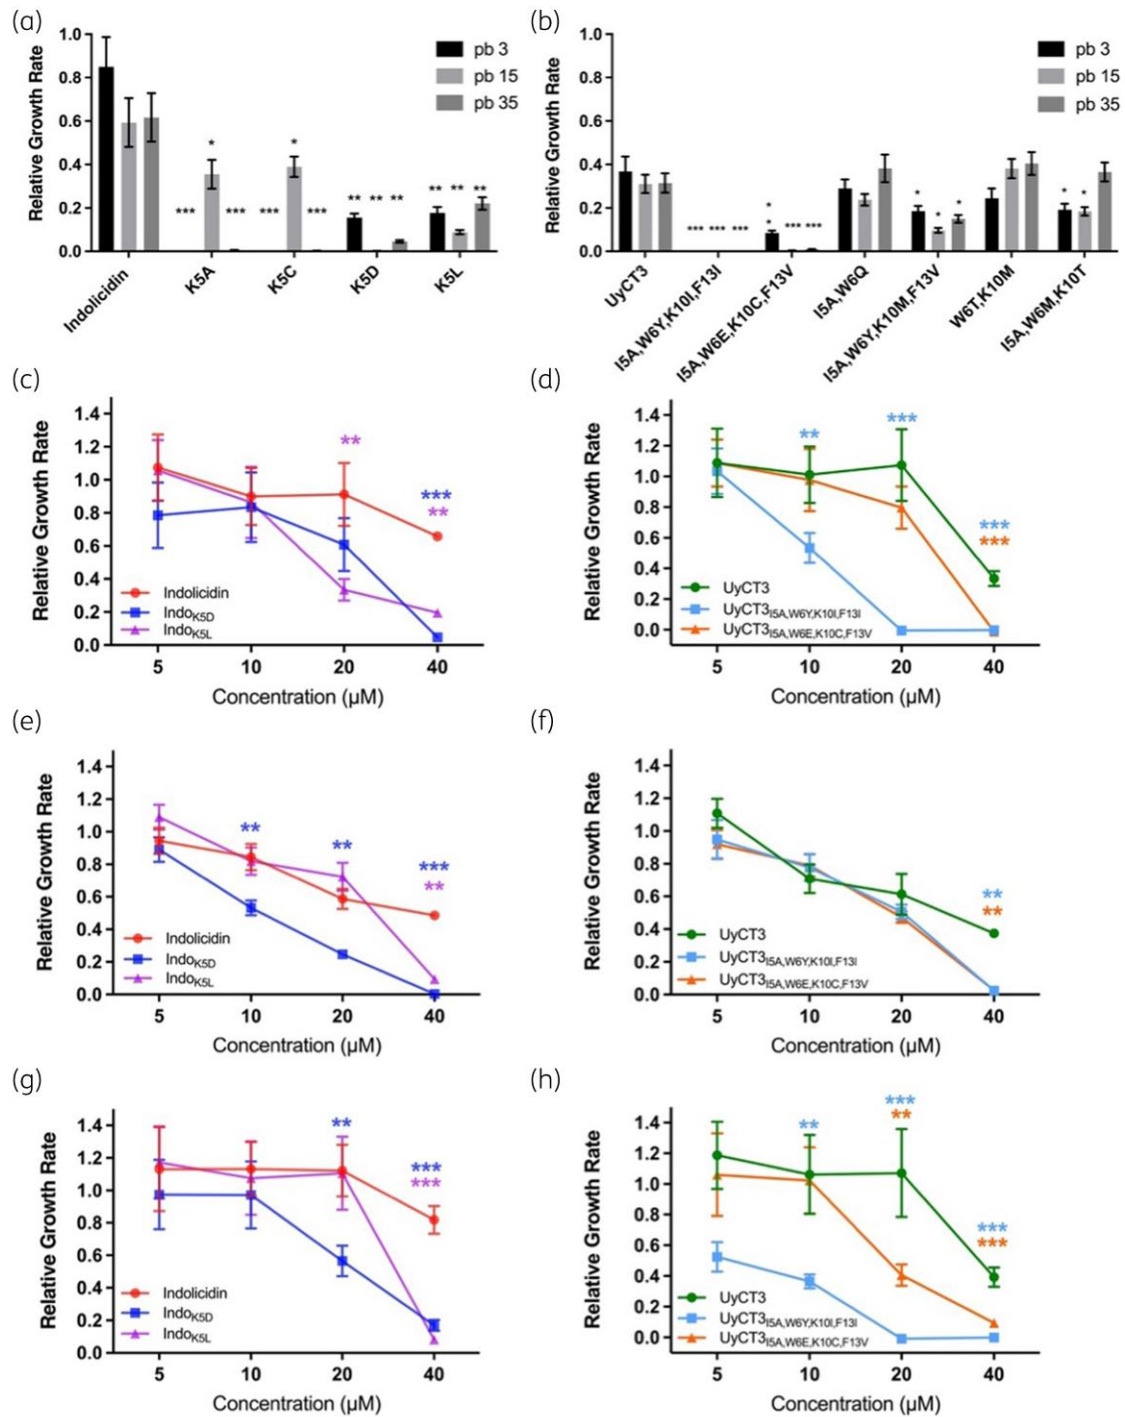 (a)
Relative Growth Rate
1.0
0.8
0.6
0.4
0.2
0.0
pb 3
pb 15
pb 35
***
*
***
***
*
***
**
**
**
**
**
**
Indolicidin
K5A
K5C
K5D
K5L
(b)
Relative Growth Rate
1.0
0.8
0.6
0.4
0.2
0.0
pb 3
pb 15
pb 35
***
***
***
*
*
***
***
*
*
*
*
*
UyCT3
I5A,W6Y,K10I,F13I
I5A,W6E,K10C,F13V
I5A,W6Q
I5A,W6Y,K10M,F13V
W6T,K10M
I5A,W6M,K10T
(c)
Relative Growth Rate
1.4
1.2
1.0
0.8
0.6
0.4
0.2
0.0
**
***
**
Indolicidin
IndoK5D
IndoK5L
5 10 20 40
Concentration (µM)
(d)
Relative Growth Rate
1.4
1.2
1.0
0.8
0.6
0.4
0.2
0.0
**
***
***
***
UyCT3
UyCT3I5A,W6Y,K10I,F13I
UyCT3I5A,W6E,K10C,F13V
5 10 20 40
Concentration (µM)
(e)
Relative Growth Rate
1.4
1.2
1.0
0.8
0.6
0.4
0.2
0.0
**
**
***
**
Indolicidin
IndoK5D
IndoK5L
5 10 20 40
Concentration (µM)
(f)
Relative Growth Rate
1.4
1.2
1.0
0.8
0.6
0.4
0.2
0.0
**
**
UyCT3
UyCT3I5A,W6Y,K10I,F13I
UyCT3I5A,W6E,K10C,F13V
5 10 20 40
Concentration (µM)
(g)
Relative Growth Rate
1.4
1.2
1.0
0.8
0.6
0.4
0.2
0.0
**
***
***
Indolicidin
IndoK5D
IndoK5L
5 10 20 40
Concentration (µM)
(h)
Relative Growth Rate
1.4
1.2
1.0
0.8
0.6
0.4
0.2
0.0
**
***
**
***
***
UyCT3
UyCT3I5A,W6Y,K10I,F13I
UyCT3I5A,W6E,K10C,F13V
5 10 20 40
Concentration (µM)